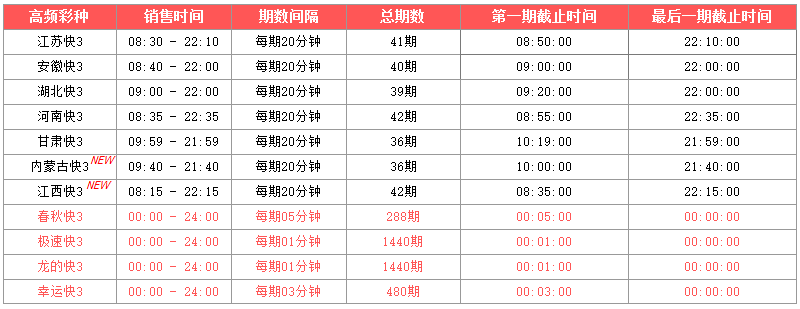 高频彩种 销售时间 期数间隔 总期数 第一期截止时间 最后一期截止时间
江苏快3 08:30 - 22:10 每期20分钟 41期 08:50:00 22:10:00
安徽快3 08:40 - 22:00 每期20分钟 40期 09:00:00 22:00:00
湖北快3 09:00 - 22:00 每期20分钟 39期 09:20:00 22:00:00
河南快3 08:35 - 22:35 每期20分钟 42期 08:55:00 22:35:00
甘肃快3 09:59 - 21:59 每期20分钟 36期 10:19:00 21:59:00
内蒙古快3 NEW 09:40 - 21:40 每期20分钟 36期 10:00:00 21:40:00
江西快3 NEW 08:15 - 22:15 每期20分钟 42期 08:35:00 22:15:00
春秋快3 00:00 - 24:00 每期05分钟 288期 00:05:00 00:00:00
极速快3 00:00 - 24:00 每期01分钟 1440期 00:01:00 00:00:00
龙的快3 00:00 - 24:00 每期01分钟 1440期 00:01:00 00:00:00
幸运快3 00:00 - 24:00 每期03分钟 480期 00:03:00 00:00:00